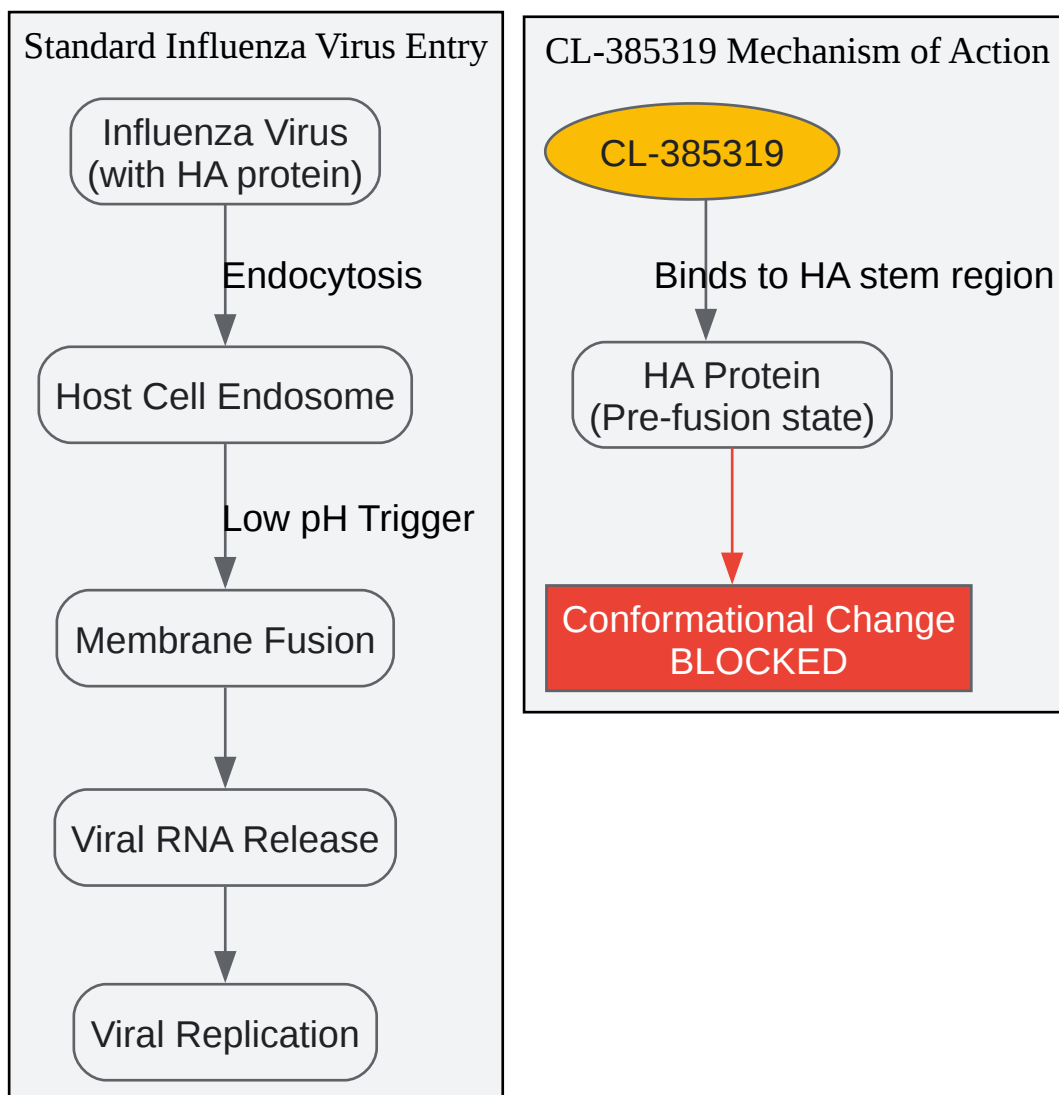 Standard Influenza Virus Entry
Influenza Virus
(with HA protein)
Endocytosis
Host Cell Endosome
Low pH Trigger
Membrane Fusion
Viral RNA Release
Viral Replication
CL-385319 Mechanism of Action
CL-385319
Binds to HA stem region
HA Protein
(Pre-fusion state)
Conformational Change
BLOCKED